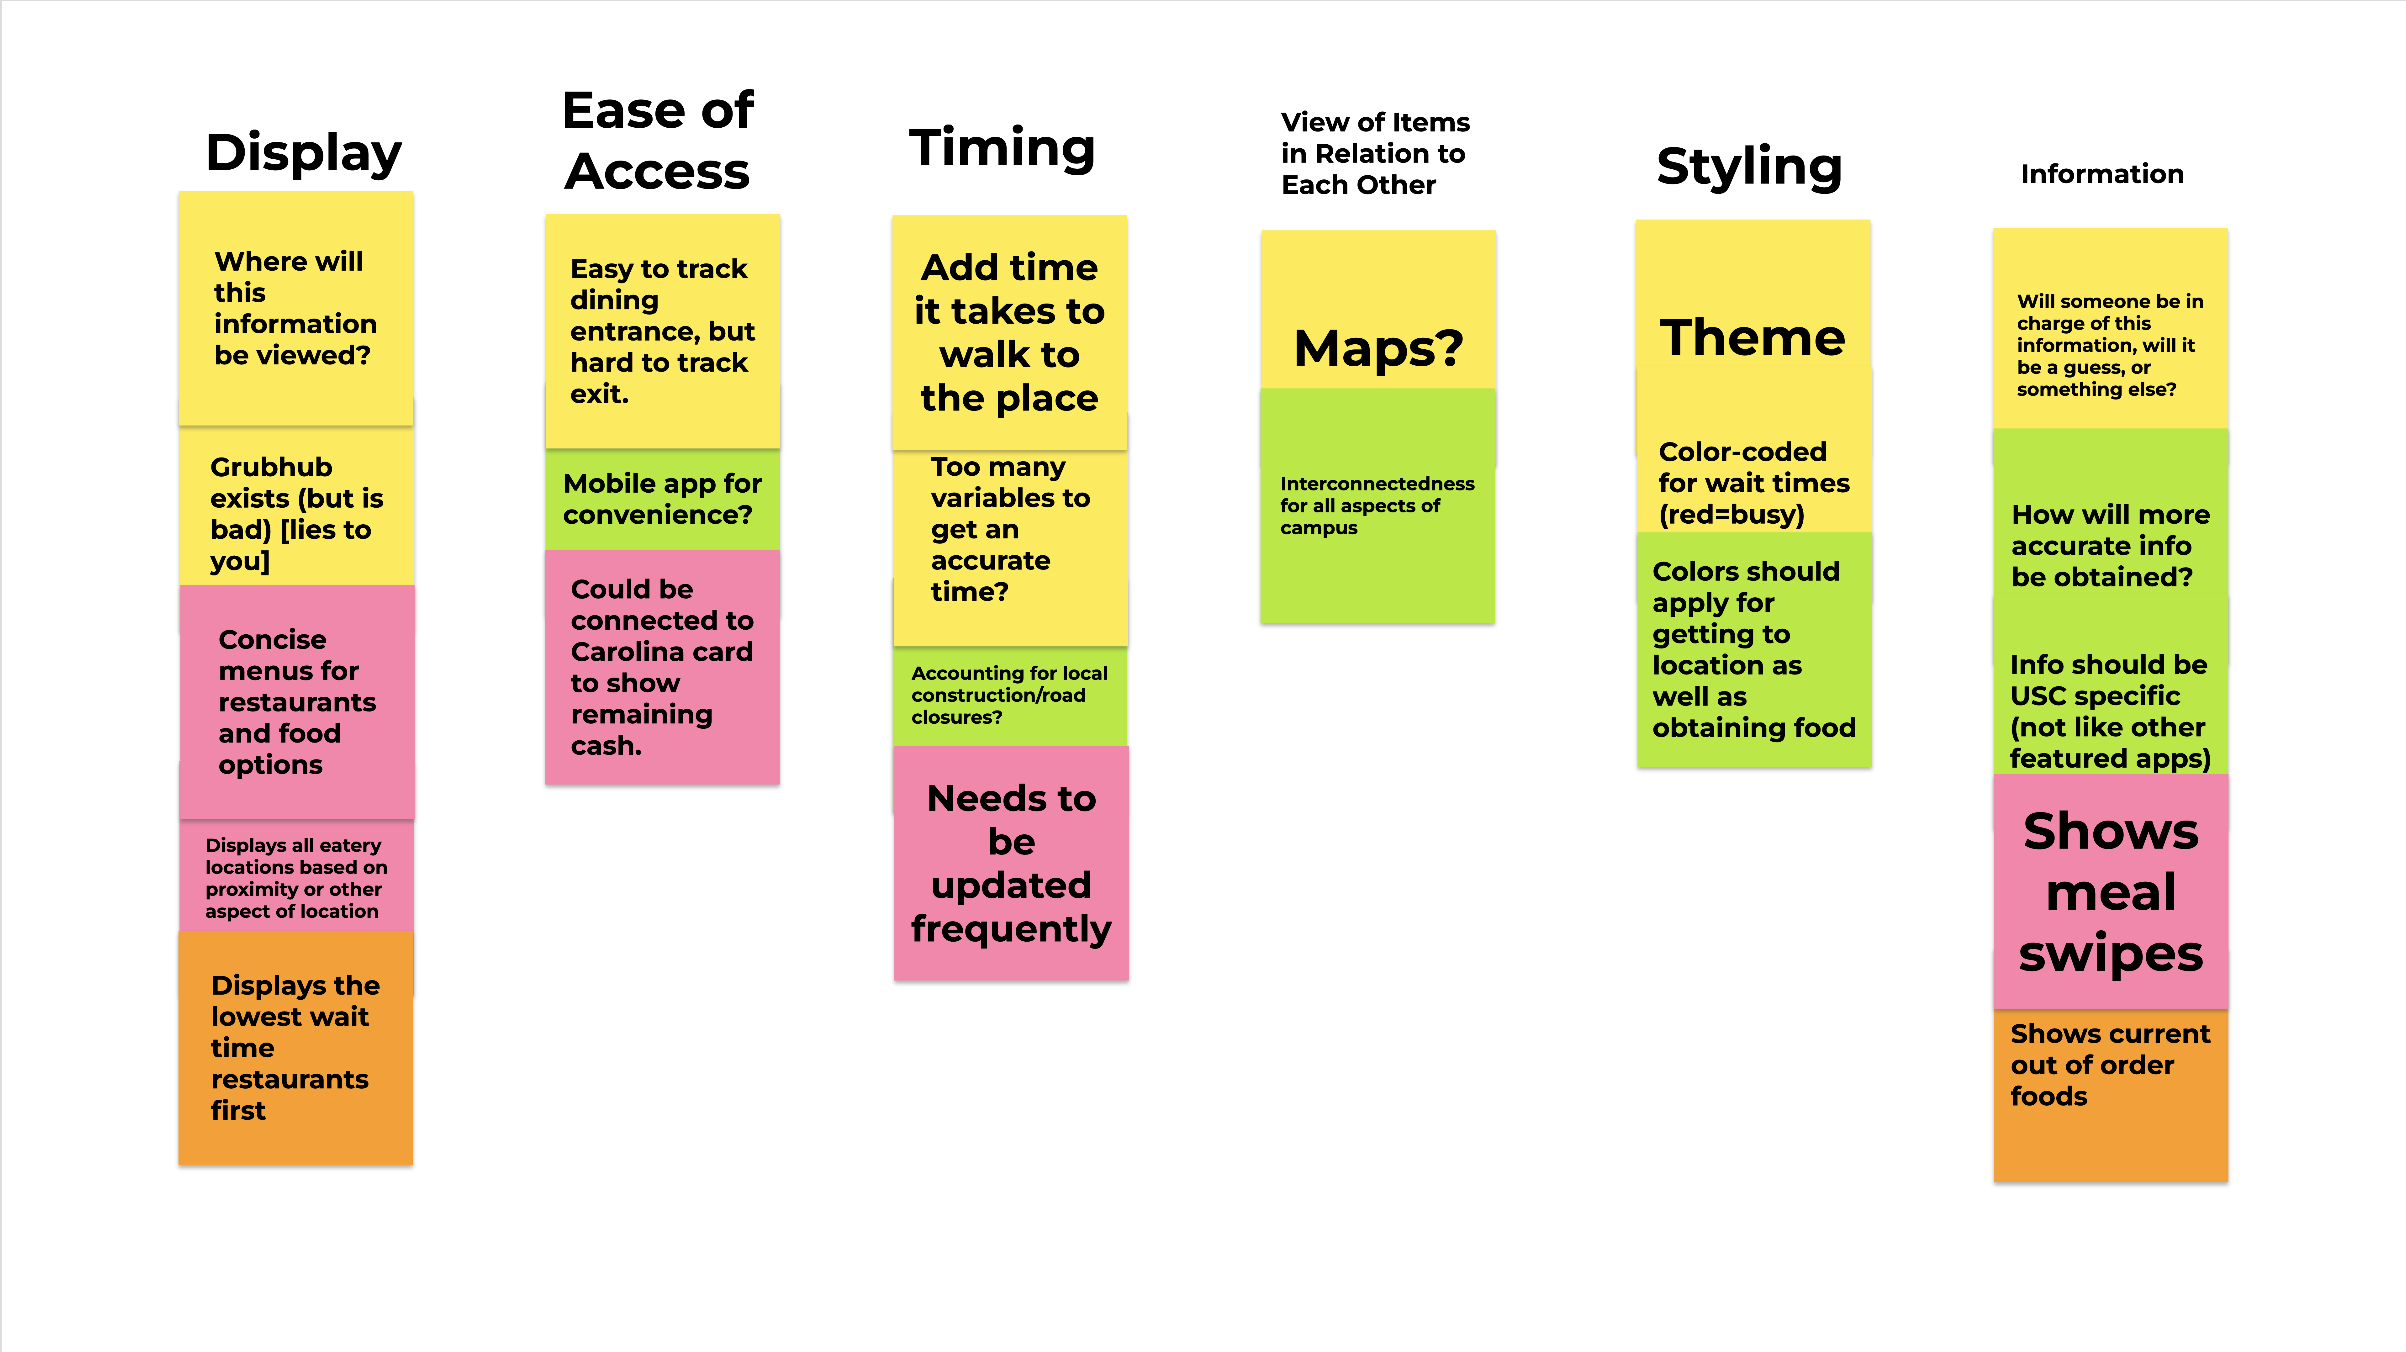 Display
Where will
this
information
be viewed?
Grubhub
exists (but is
bad) [lies to
you]
Concise
menus for
restaurants
and food
options
Displays all eatery
locations based on
proximity or other
aspect of location
Displays the
lowest wait
time
restaurants
first
Ease of
Access
Easy to track
dining
entrance, but
hard to track
exit.
Mobile app for
convenience?
Could be
connected to
Carolina card
to show
remaining
cash.
Timing
Add time
it takes to
walk to
the place
Too many
variables to
get an
accurate
time?
Accounting for local
construction/road
closures?
Needs to
be
updated
frequently
View of Items
in Relation to
Each Other
Maps?
Interconnectedness
for all aspects of
campus
Styling
Theme
Color-coded
for wait times
(red=busy)
Colors should
apply for
getting to
location as
well as
obtaining food
Information
Will someone be in
charge of this
information, will it
be a guess, or
something else?
How will more
accurate info
be obtained?
Info should be
USC specific
(not like other
featured apps)
Shows
meal
swipes
Shows current
out of order
foods